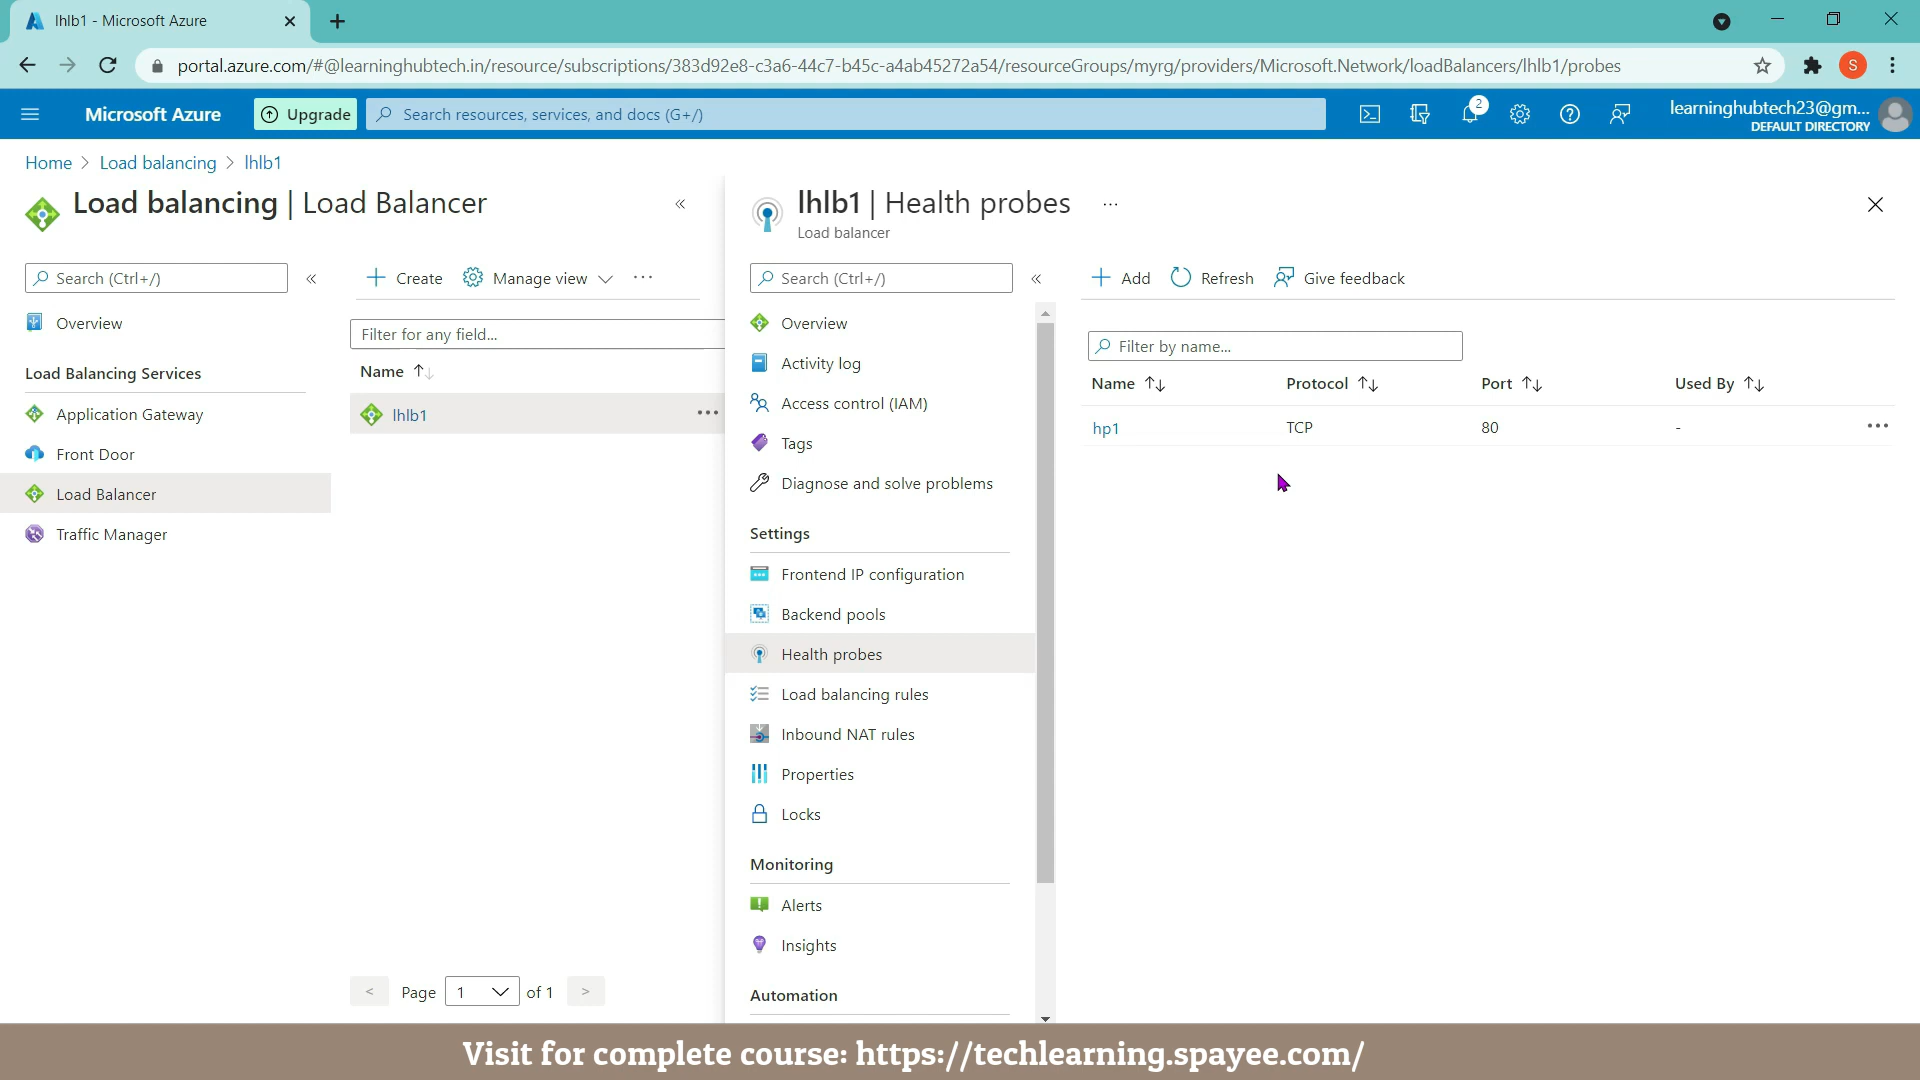 lhlb1 - Microsoft Azure
portal.azure.com/#@learninghubtech.in/resource/subscriptions/383d92e8-c3a6-44c7-b45c-a4ab45272a54/resourceGroups/myrg/providers/Microsoft.Network/loadBalancers/lhlb1/probes
S
Microsoft Azure
Upgrade
Search resources, services, and docs (G+/)
2
learninghubtech23@gm...
DEFAULT DIRECTORY
Home > Load balancing > lhlb1
Load balancing | Load Balancer
Search (Ctrl+/)
Overview
Load Balancing Services
Application Gateway
Front Door
Load Balancer
Traffic Manager
Create
Manage view
Filter for any field...
Name
lhlb1
< Page 1 of 1 >
lhlb1 | Health probes
Load balancer
Search (Ctrl+/)
Overview
Activity log
Access control (IAM)
Tags
Diagnose and solve problems
Settings
Frontend IP configuration
Backend pools
Health probes
Load balancing rules
Inbound NAT rules
Properties
Locks
Monitoring
Alerts
Insights
Automation
Add Refresh Give feedback
Filter by name...
Name Protocol Port Used By
hp1 TCP 80 -
Visit for complete course: https://techlearning.spayee.com/